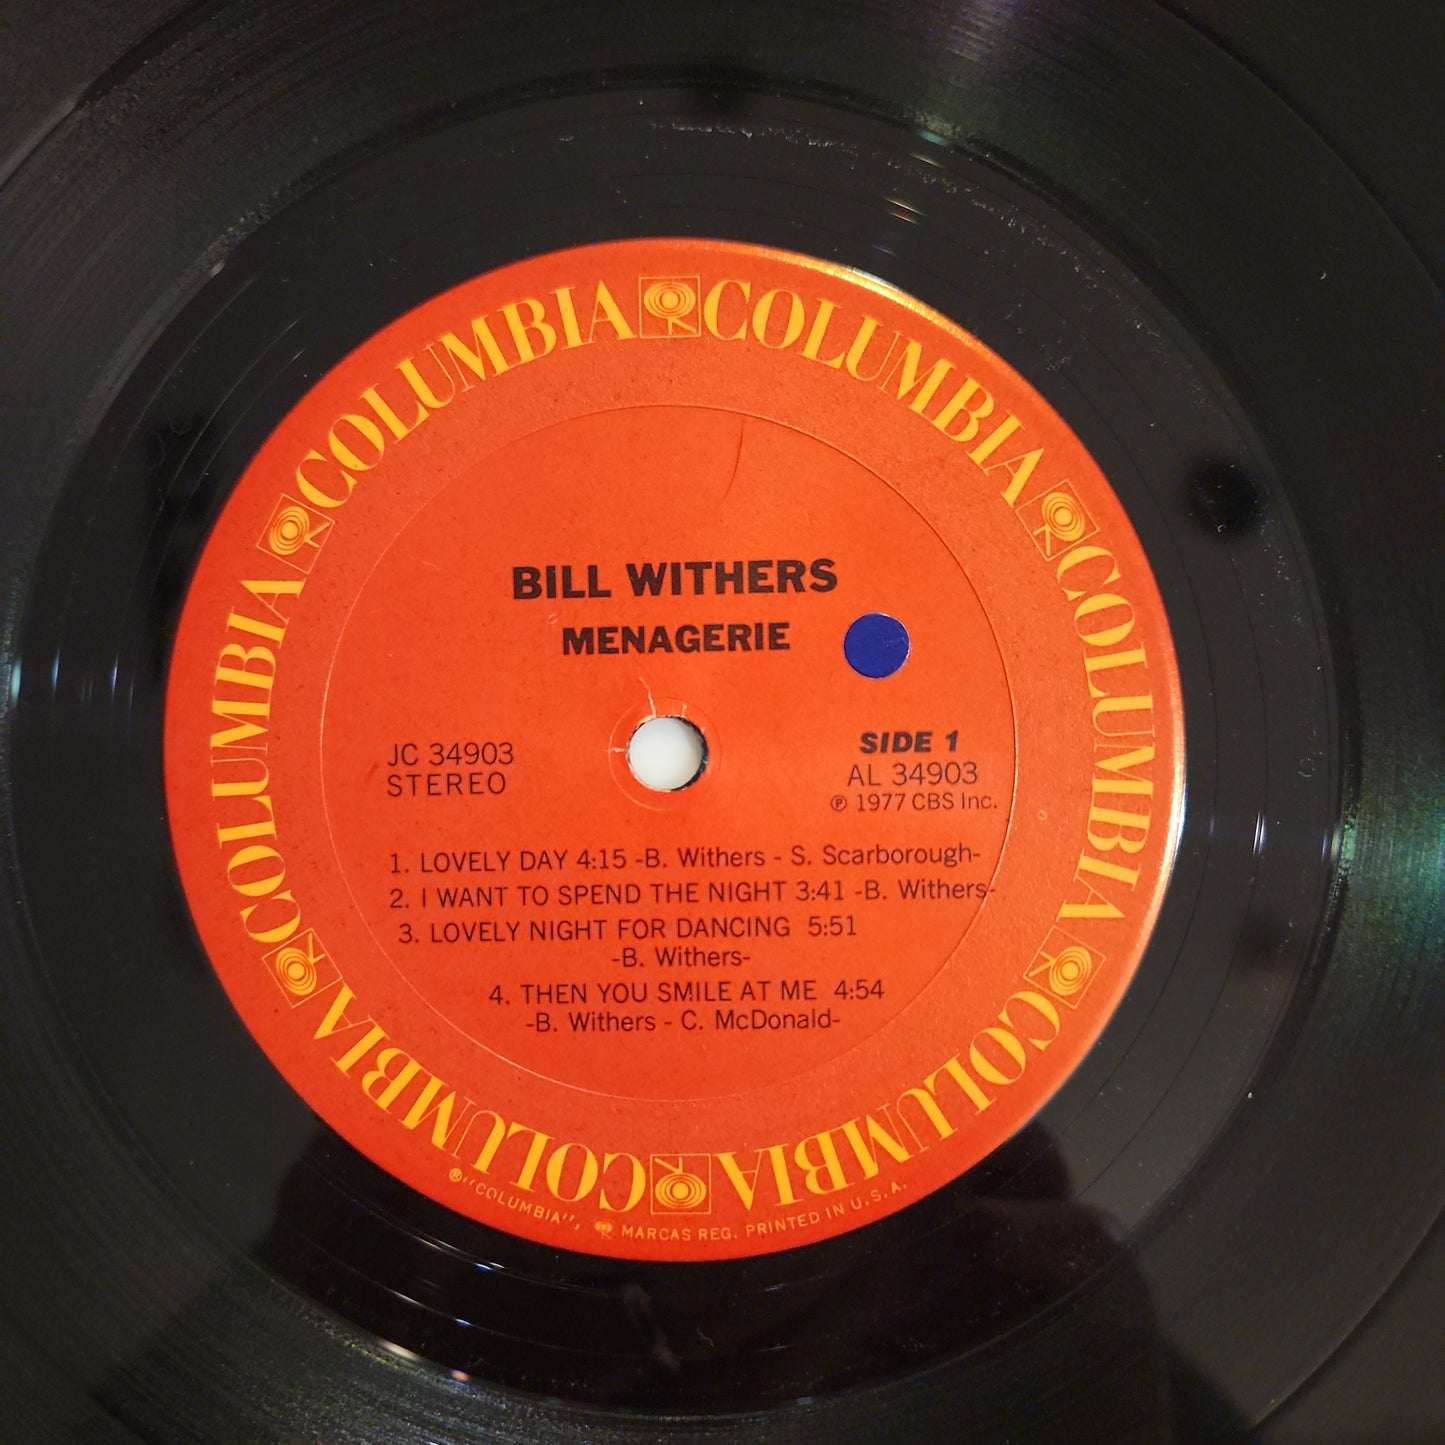 COLUMBIA COLUMBIA COLUMBIA COLUMBIA COLUMBIA COLUMBIA
BILL WITHERS
MENAGERIE
JC 34903
STEREO
SIDE 1
AL 34903
℗ 1977 CBS Inc.
1. LOVELY DAY 4:15 -B. Withers - S. Scarborough-
2. I WANT TO SPEND THE NIGHT 3:41 -B. Withers-
3. LOVELY NIGHT FOR DANCING 5:51
-B. Withers-
4. THEN YOU SMILE AT ME 4:54
-B. Withers - C. McDonald-
®"COLUMBIA", MARCAS REG. PRINTED IN U.S.A.